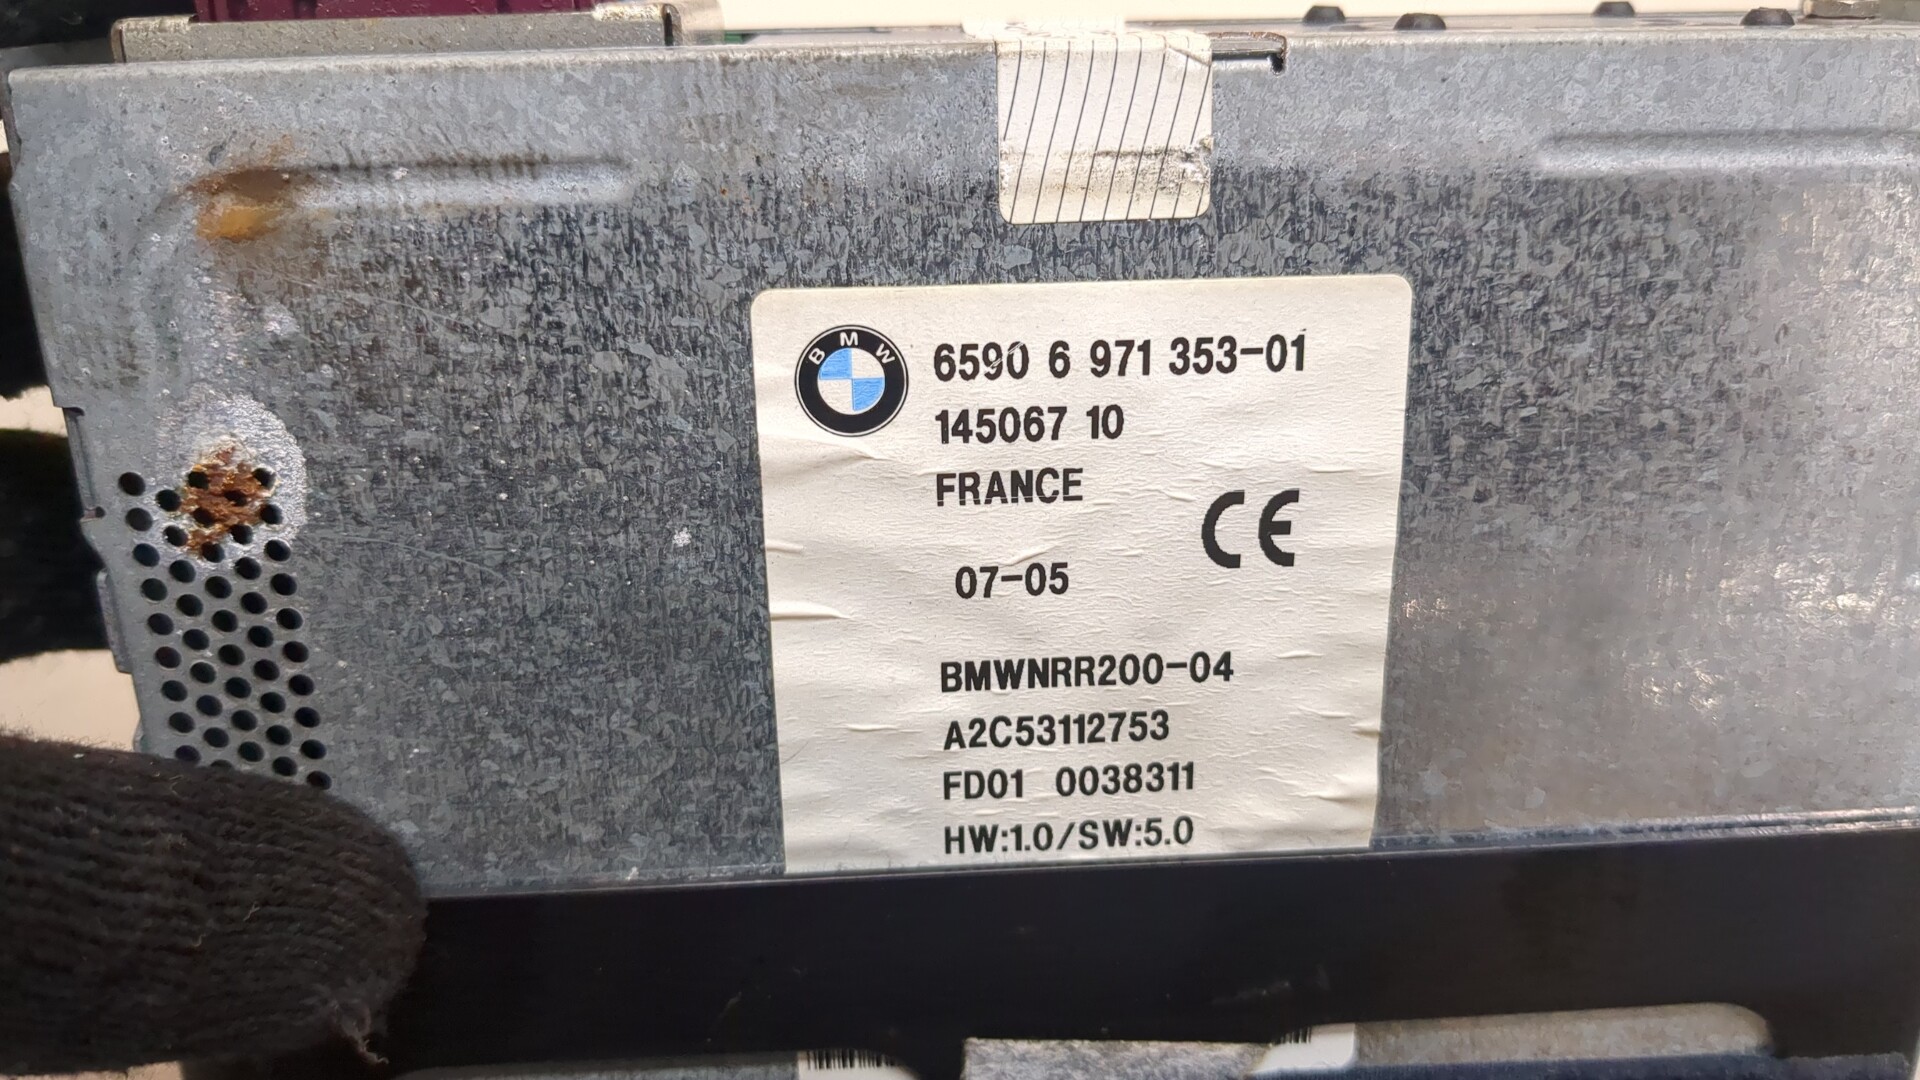 BMW
6590 6 971 353-01
145067 10
FRANCE
CE
07-05
BMWNRR200-04
A2C53112753
FD01 0038311
HW:1.0/SW:5.0